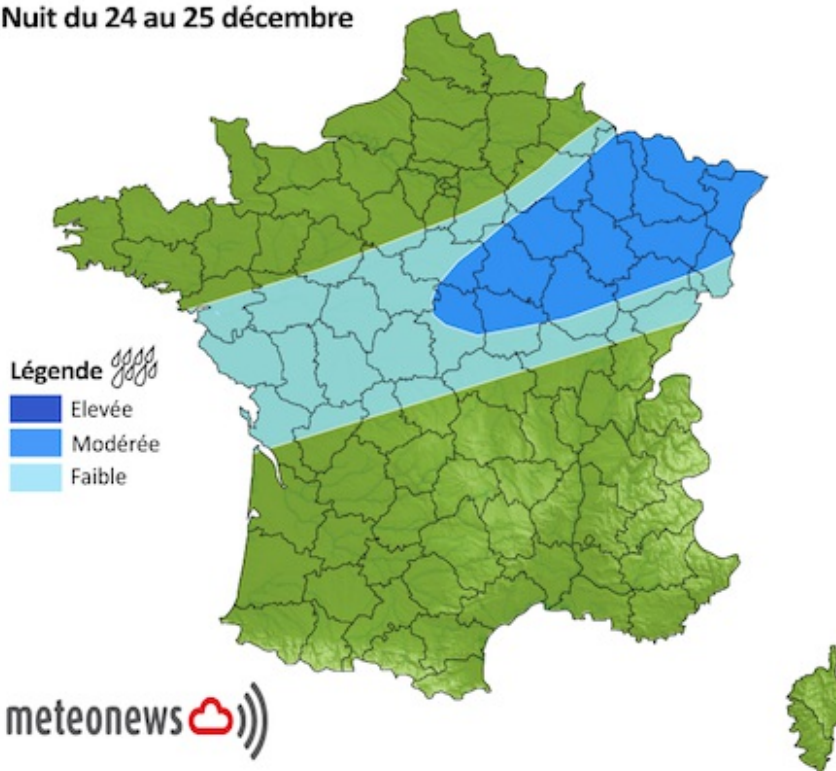 Nuit du 24 au 25 décembre
Légende
Elevée
Modérée
Faible
meteonews